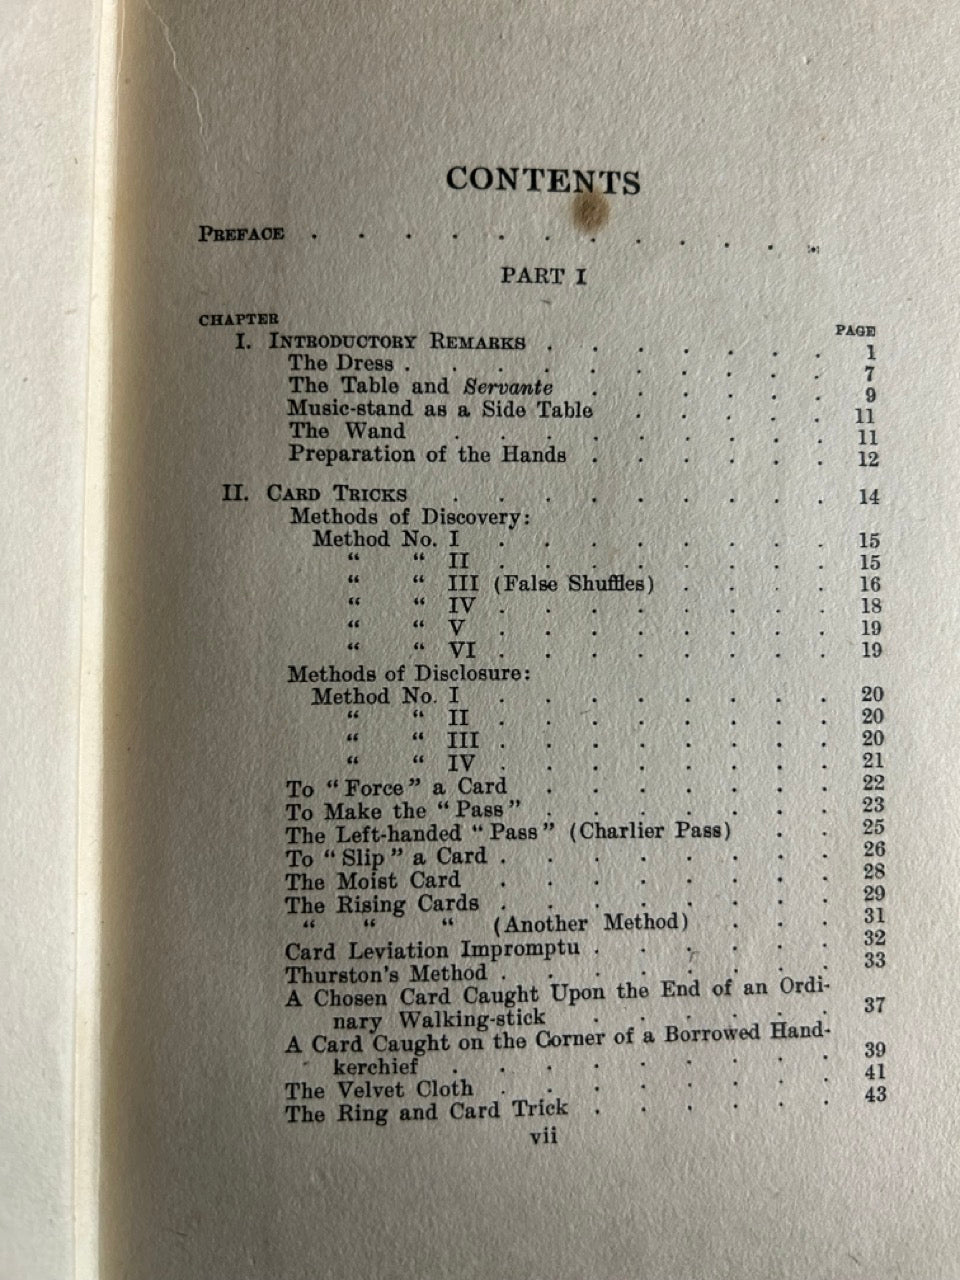 CONTENTS
PREFACE . . . . . . . . . . .
PART I
CHAPTER PAGE
I. INTRODUCTORY REMARKS . . . . . . . 1
The Dress . . . . . . . . . . 7
The Table and Servante . . . . . . 9
Music-stand as a Side Table . . . . . 11
The Wand . . . . . . . . . 11
Preparation of the Hands . . . . . . 12
II. CARD TRICKS . . . . . . . . . 14
Methods of Discovery:
Method No. I . . . . . . . . 15
“ “ II . . . . . . . . 15
“ “ III (False Shuffles) . . . . 16
“ “ IV . . . . . . . . 18
“ “ V . . . . . . . . 19
“ “ VI . . . . . . . . 19
Methods of Disclosure:
Method No. I . . . . . . . . 20
“ “ II . . . . . . . . 20
“ “ III . . . . . . . . 20
“ “ IV . . . . . . . . 21
To “Force” a Card . . . . . . . 22
To Make the “Pass” . . . . . . . 23
The Left-handed “Pass” (Charlier Pass) . . 25
To “Slip” a Card . . . . . . . . 26
The Moist Card . . . . . . . . 28
The Rising Cards . . . . . . . . 29
“ “ “ (Another Method) . . . 31
Card Leviation Impromptu . . . . . . 32
Thurston's Method . . . . . . . . 33
A Chosen Card Caught Upon the End of an Ordi-
nary Walking-stick . . . . . . 37
A Card Caught on the Corner of a Borrowed Hand-
kerchief . . . . . . . . . 39
The Velvet Cloth . . . . . . . . 41
The Ring and Card Trick . . . . . . 43
vii